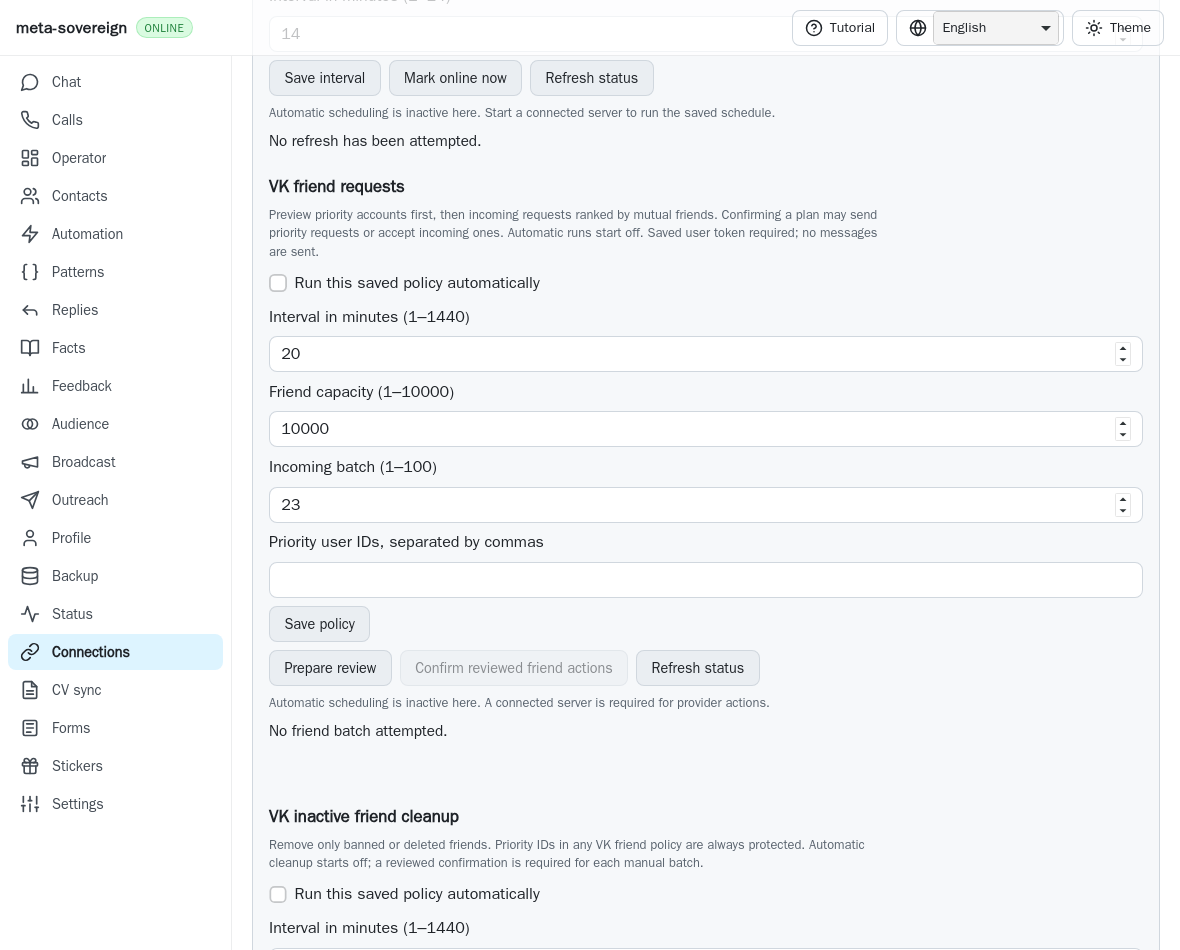 meta-sovereign ONLINE
Tutorial
English
Theme
Chat
Calls
Operator
Contacts
Automation
Patterns
Replies
Facts
Feedback
Audience
Broadcast
Outreach
Profile
Backup
Status
Connections
CV sync
Forms
Stickers
Settings
14
Save interval
Mark online now
Refresh status
Automatic scheduling is inactive here. Start a connected server to run the saved schedule.
No refresh has been attempted.
VK friend requests
Preview priority accounts first, then incoming requests ranked by mutual friends. Confirming a plan may send
priority requests or accept incoming ones. Automatic runs start off. Saved user token required; no messages
are sent.
Run this saved policy automatically
Interval in minutes (1–1440)
20
Friend capacity (1–10000)
10000
Incoming batch (1–100)
23
Priority user IDs, separated by commas
Save policy
Prepare review
Confirm reviewed friend actions
Refresh status
Automatic scheduling is inactive here. A connected server is required for provider actions.
No friend batch attempted.
VK inactive friend cleanup
Remove only banned or deleted friends. Priority IDs in any VK friend policy are always protected. Automatic
cleanup starts off; a reviewed confirmation is required for each manual batch.
Run this saved policy automatically
Interval in minutes (1–1440)